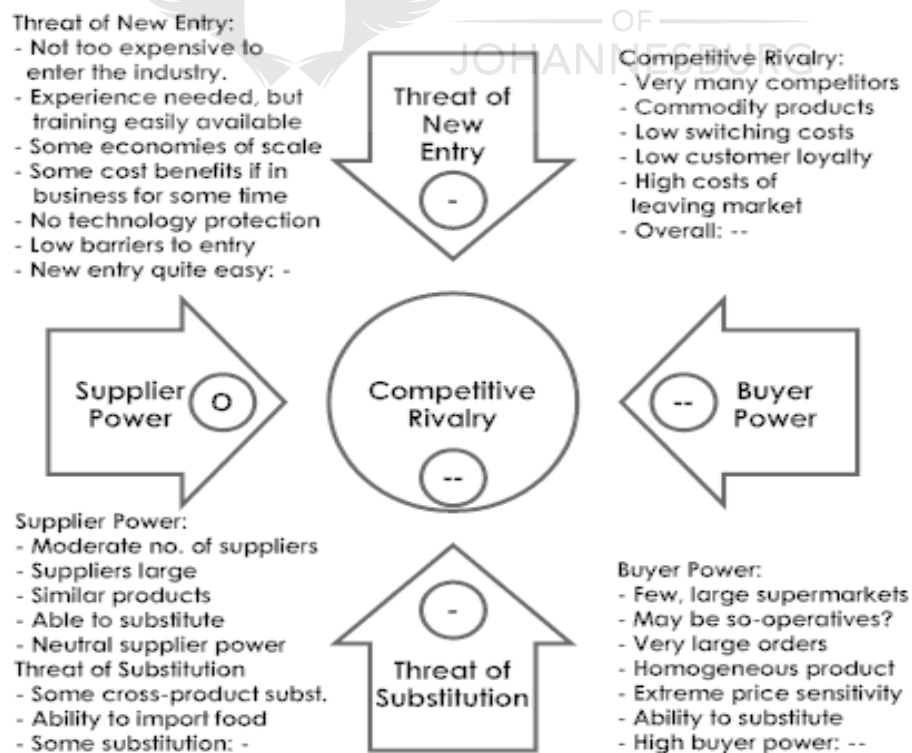 OF
JOHANNESBURG
Threat of New Entry:
- Not too expensive to
enter the industry.
- Experience needed, but
training easily available
- Some economies of scale
- Some cost benefits if in
business for some time
- No technology protection
- Low barriers to entry
- New entry quite easy: -
Threat of
New
Entry
-
Competitive Rivalry:
- Very many competitors
- Commodity products
- Low switching costs
- Low customer loyalty
- High costs of
leaving market
- Overall: --
Supplier
Power
O
Competitive
Rivalry
--
--
Buyer
Power
Supplier Power:
- Moderate no. of suppliers
- Suppliers large
- Similar products
- Able to substitute
- Neutral supplier power
Threat of Substitution
- Some cross-product subst.
- Ability to import food
- Some substitution: -
-
Threat of
Substitution
Buyer Power:
- Few, large supermarkets
- May be so-operatives?
- Very large orders
- Homogeneous product
- Extreme price sensitivity
- Ability to substitute
- High buyer power: --